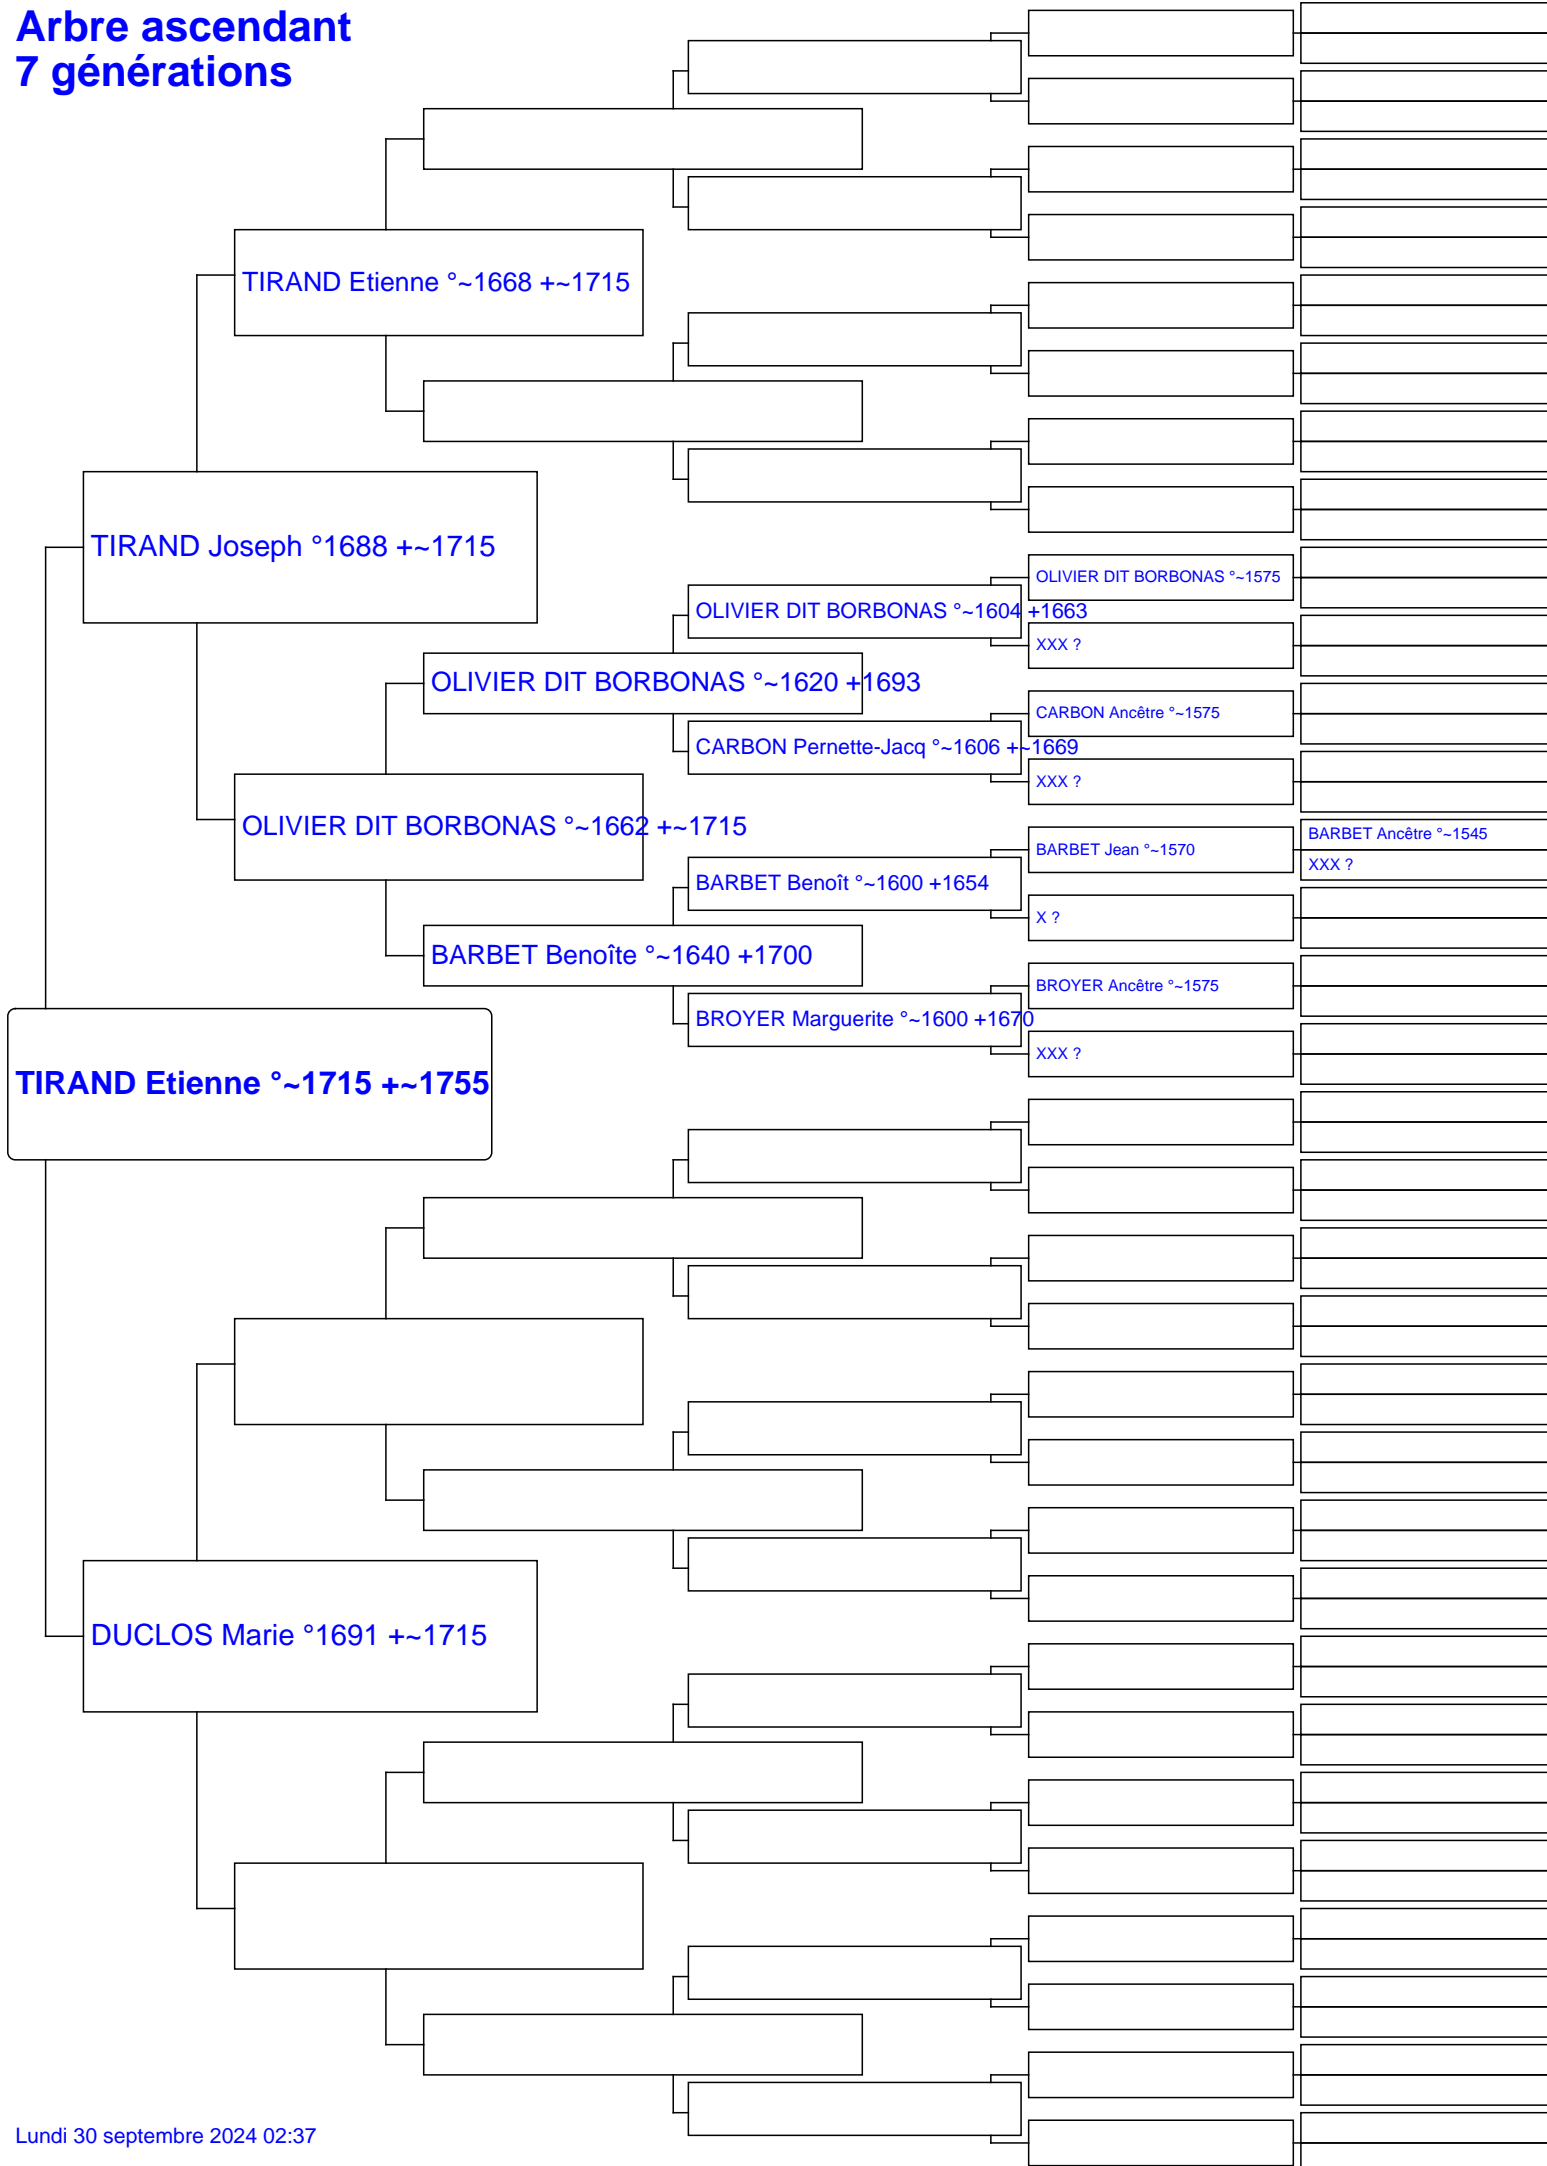 Arbre ascendant
7 générations
TIRAND Etienne °~1668 +~1715
TIRAND Joseph °1688 +~1715
OLIVIER DIT BORBONAS °~1575
OLIVIER DIT BORBONAS °~1604 +1663
XXX ?
OLIVIER DIT BORBONAS °~1620 +1693
CARBON Ancêtre °~1575
CARBON Pernette-Jacq °~1606 +~1669
XXX ?
OLIVIER DIT BORBONAS °~1662 +~1715
BARBET Ancêtre °~1545
BARBET Jean °~1570
XXX ?
BARBET Benoît °~1600 +1654
X ?
BARBET Benoîte °~1640 +1700
BROYER Ancêtre °~1575
BROYER Marguerite °~1600 +1670
XXX ?
TIRAND Etienne °~1715 +~1755
DUCLOS Marie °1691 +~1715
Lundi 30 septembre 2024 02:37